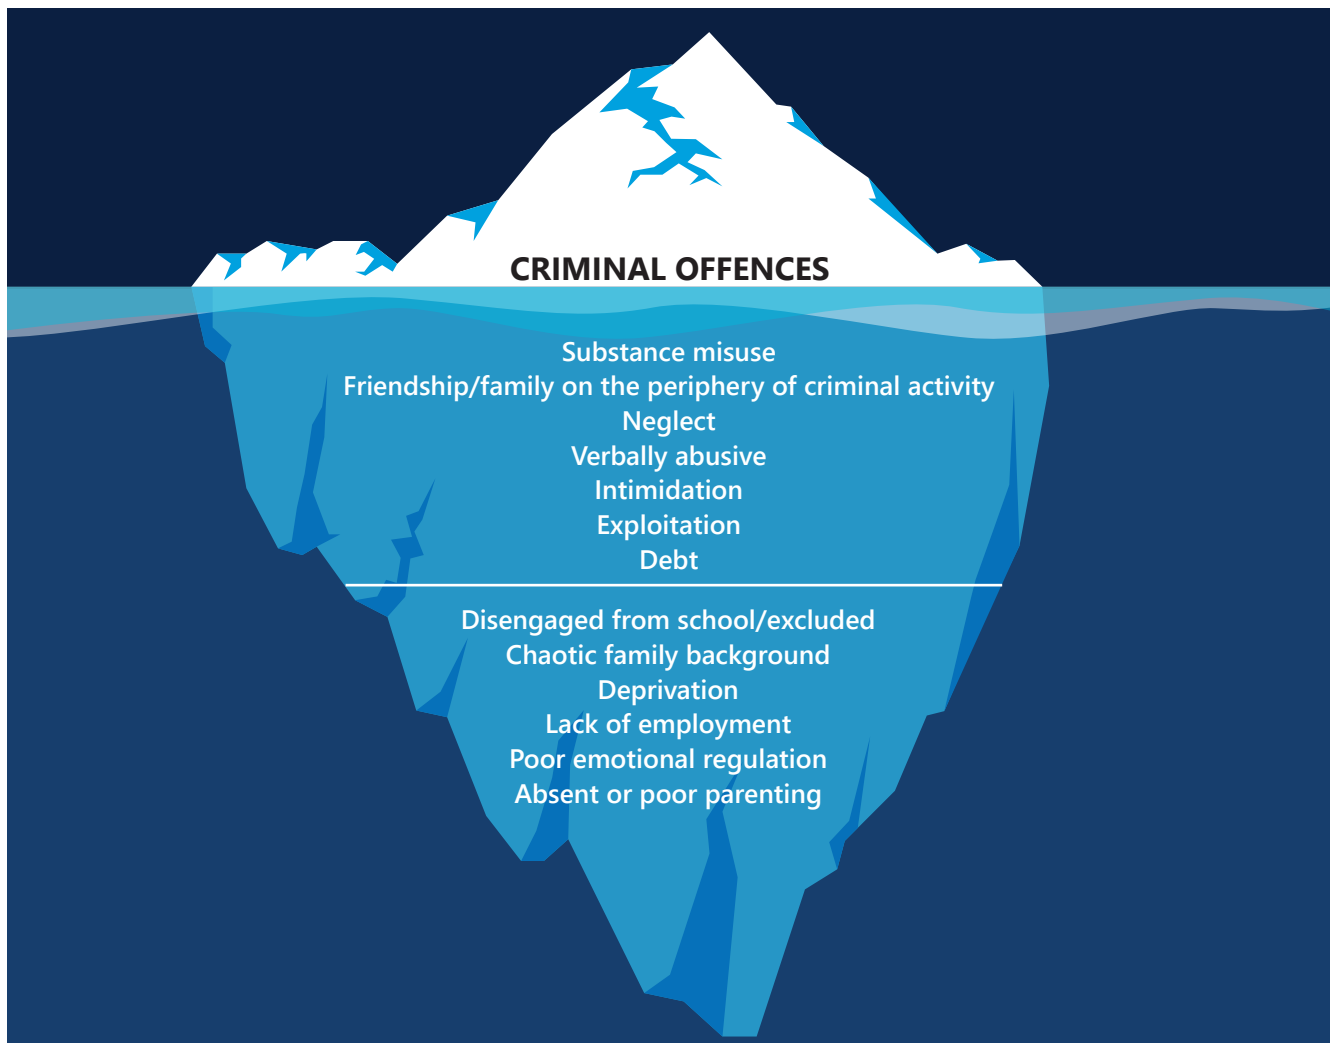 CRIMINAL OFFENCES
Substance misuse
Friendship/family on the periphery of criminal activity
Neglect
Verbally abusive
Intimidation
Exploitation
Debt
Disengaged from school/excluded
Chaotic family background
Deprivation
Lack of employment
Poor emotional regulation
Absent or poor parenting